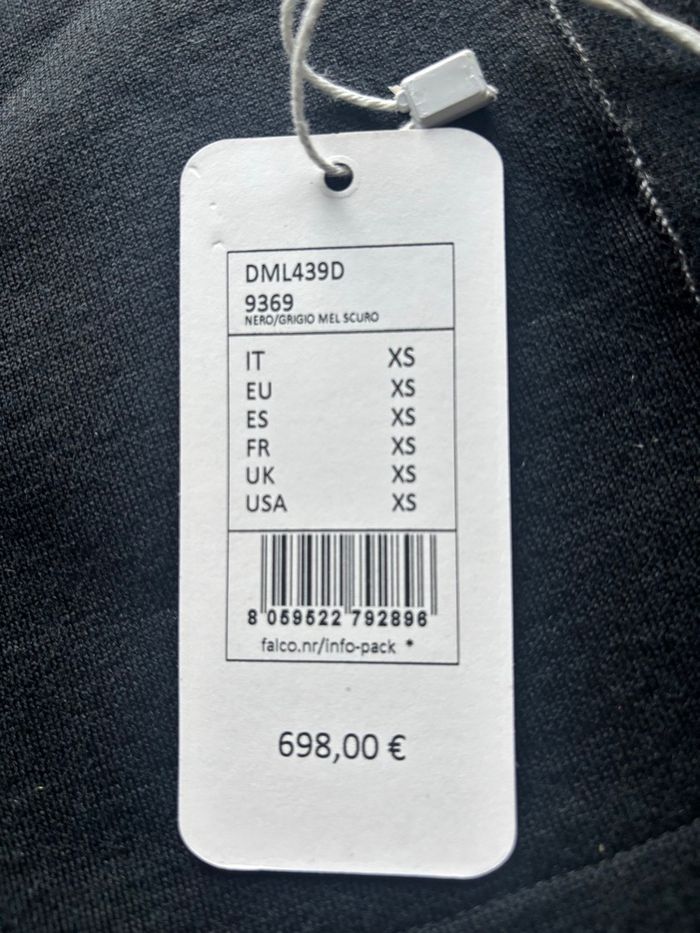 DML439D
9369
NERO/GRIGIO MEL SCURO
IT XS
EU XS
ES XS
FR XS
UK XS
USA XS
8 059522 792896
falco.nr/info-pack *
698,00 €